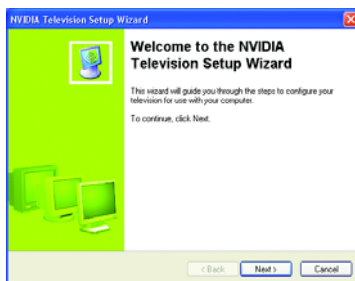 NVIDIA Television Setup Wizard
Welcome to the NVIDIA
Television Setup Wizard
This wizard will guide you through the steps to configure your
television for use with your computer.
To continue, click Next.
< Back
Next >
Cancel